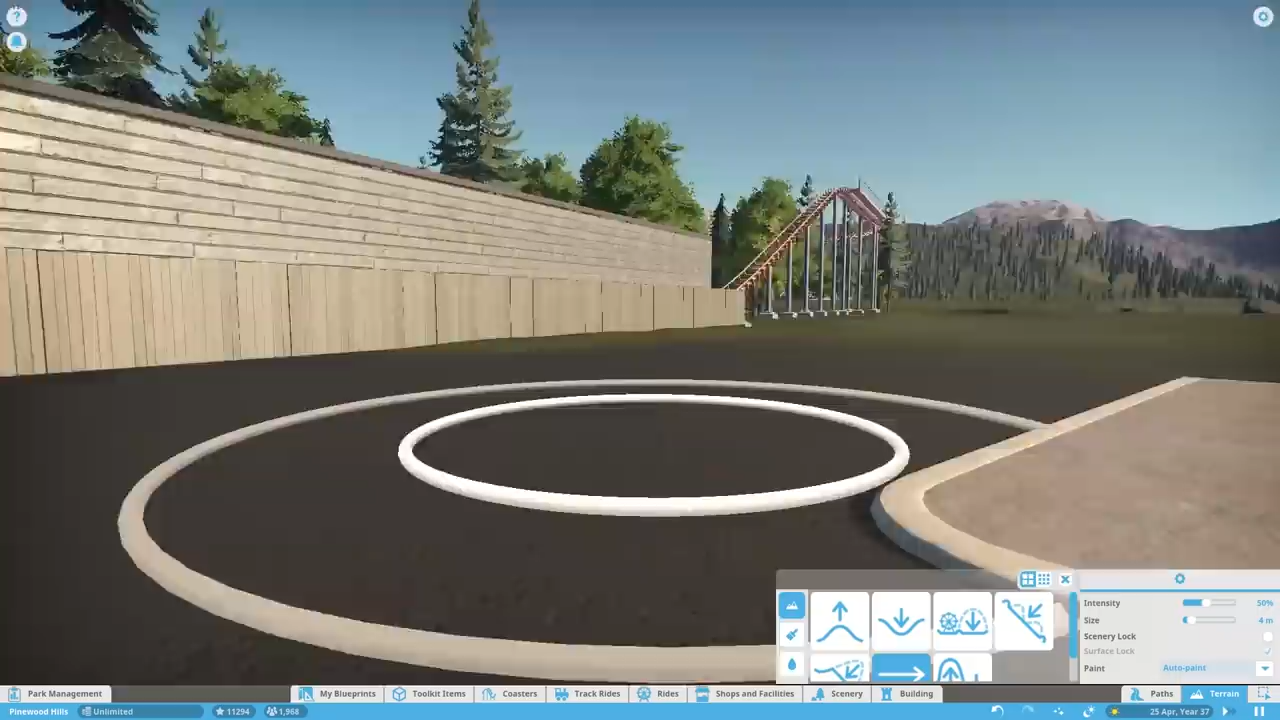 ?
Intensity 50%
Size 4 m
Scenery Lock
Surface Lock
Paint Auto-paint
Park Management My Blueprints Toolkit Items Coasters Track Rides Rides Shops and Facilities Scenery Building Paths Terrain
Pinewood Hills Unlimited 11294 1,968 25 Apr, Year 37